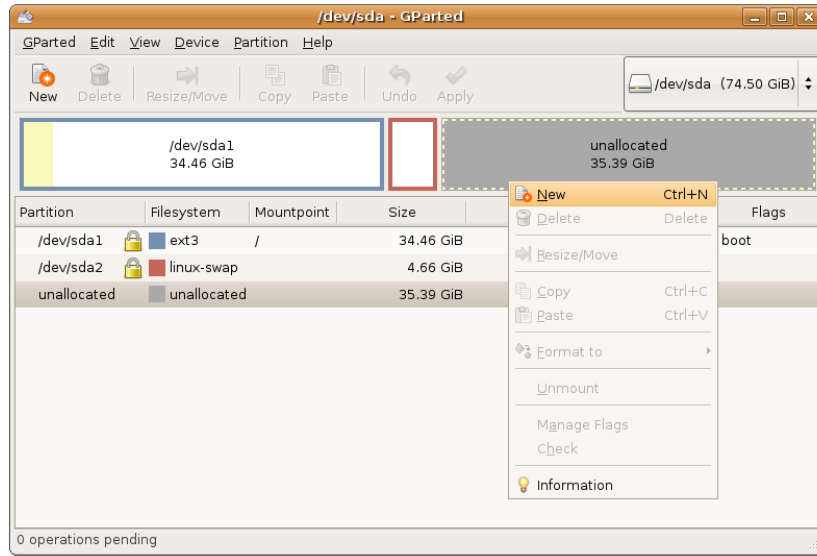 /dev/sda - GParted
GParted Edit View Device Partition Help
New Delete Resize/Move Copy Paste Undo Apply /dev/sda (74.50 GiB)
/dev/sda1
34.46 GiB
unallocated
35.39 GiB
Partition Filesystem Mountpoint Size Flags
/dev/sda1 ext3 / 34.46 GiB boot
/dev/sda2 linux-swap 4.66 GiB
unallocated unallocated 35.39 GiB
New Ctrl+N
Delete Delete
Resize/Move
Copy Ctrl+C
Paste Ctrl+V
Format to
Unmount
Manage Flags
Check
Information
0 operations pending